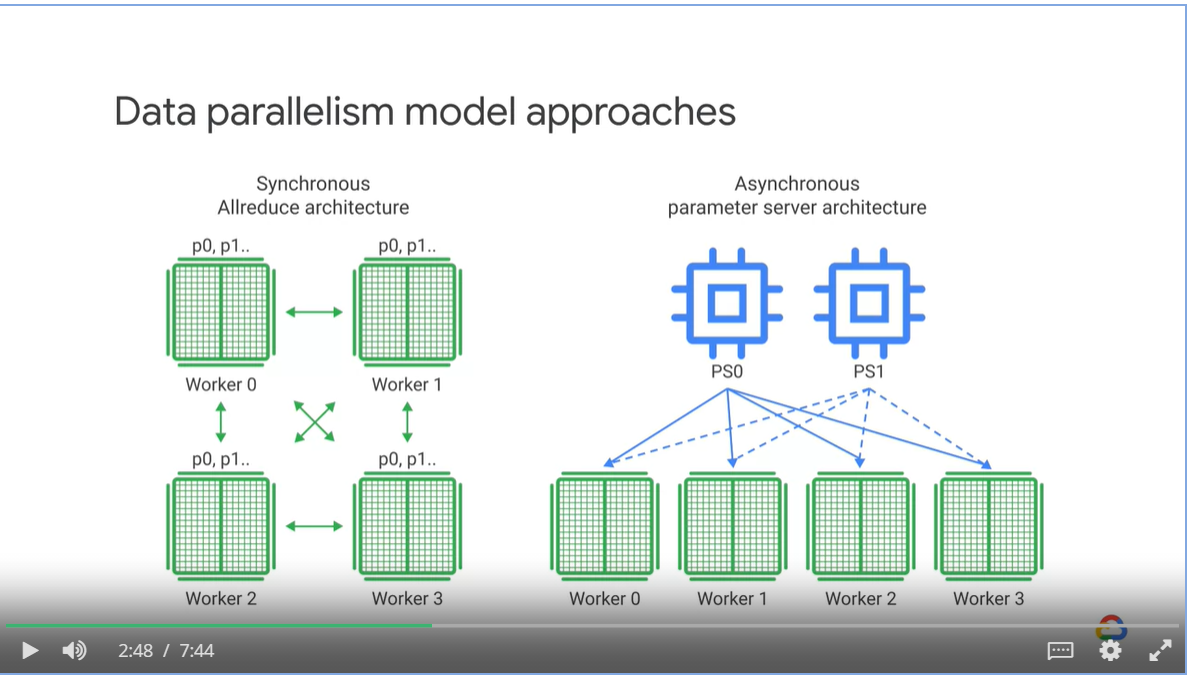 Data parallelism model approaches
Synchronous
Allreduce architecture
p0, p1..
p0, p1..
Worker 0
Worker 1
p0, p1..
p0, p1..
Worker 2
Worker 3
Asynchronous
parameter server architecture
PS0
PS1
Worker 0
Worker 1
Worker 2
Worker 3
2:48 / 7:44